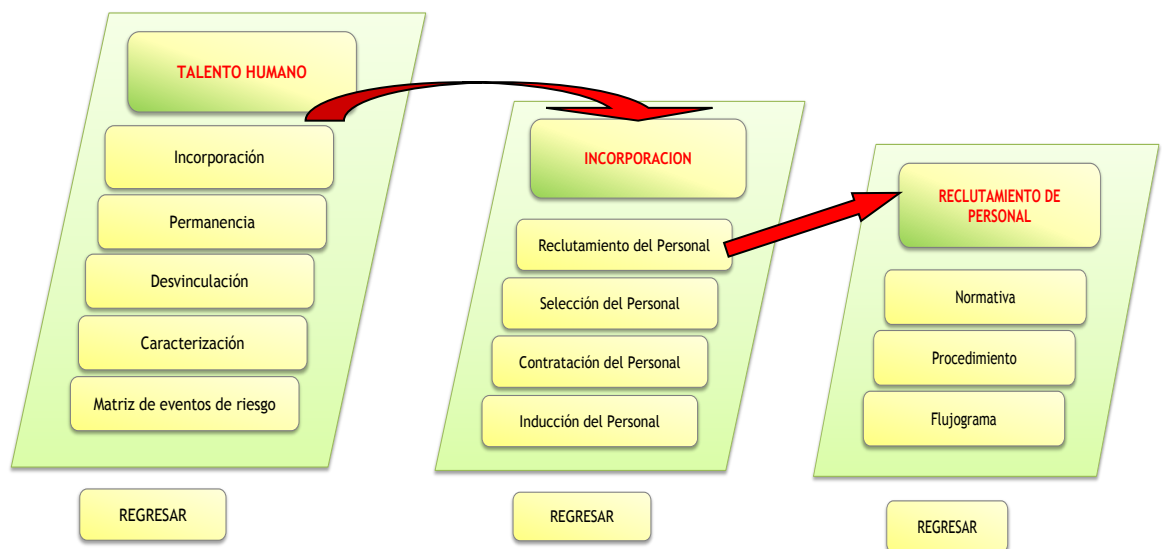 TALENTO HUMANO
Incorporación
Permanencia
Desvinculación
Caracterización
Matriz de eventos de riesgo
REGRESAR
INCORPORACION
Reclutamiento del Personal
Selección del Personal
Contratación del Personal
Inducción del Personal
REGRESAR
RECLUTAMIENTO DE
PERSONAL
Normativa
Procedimiento
Flujograma
REGRESAR